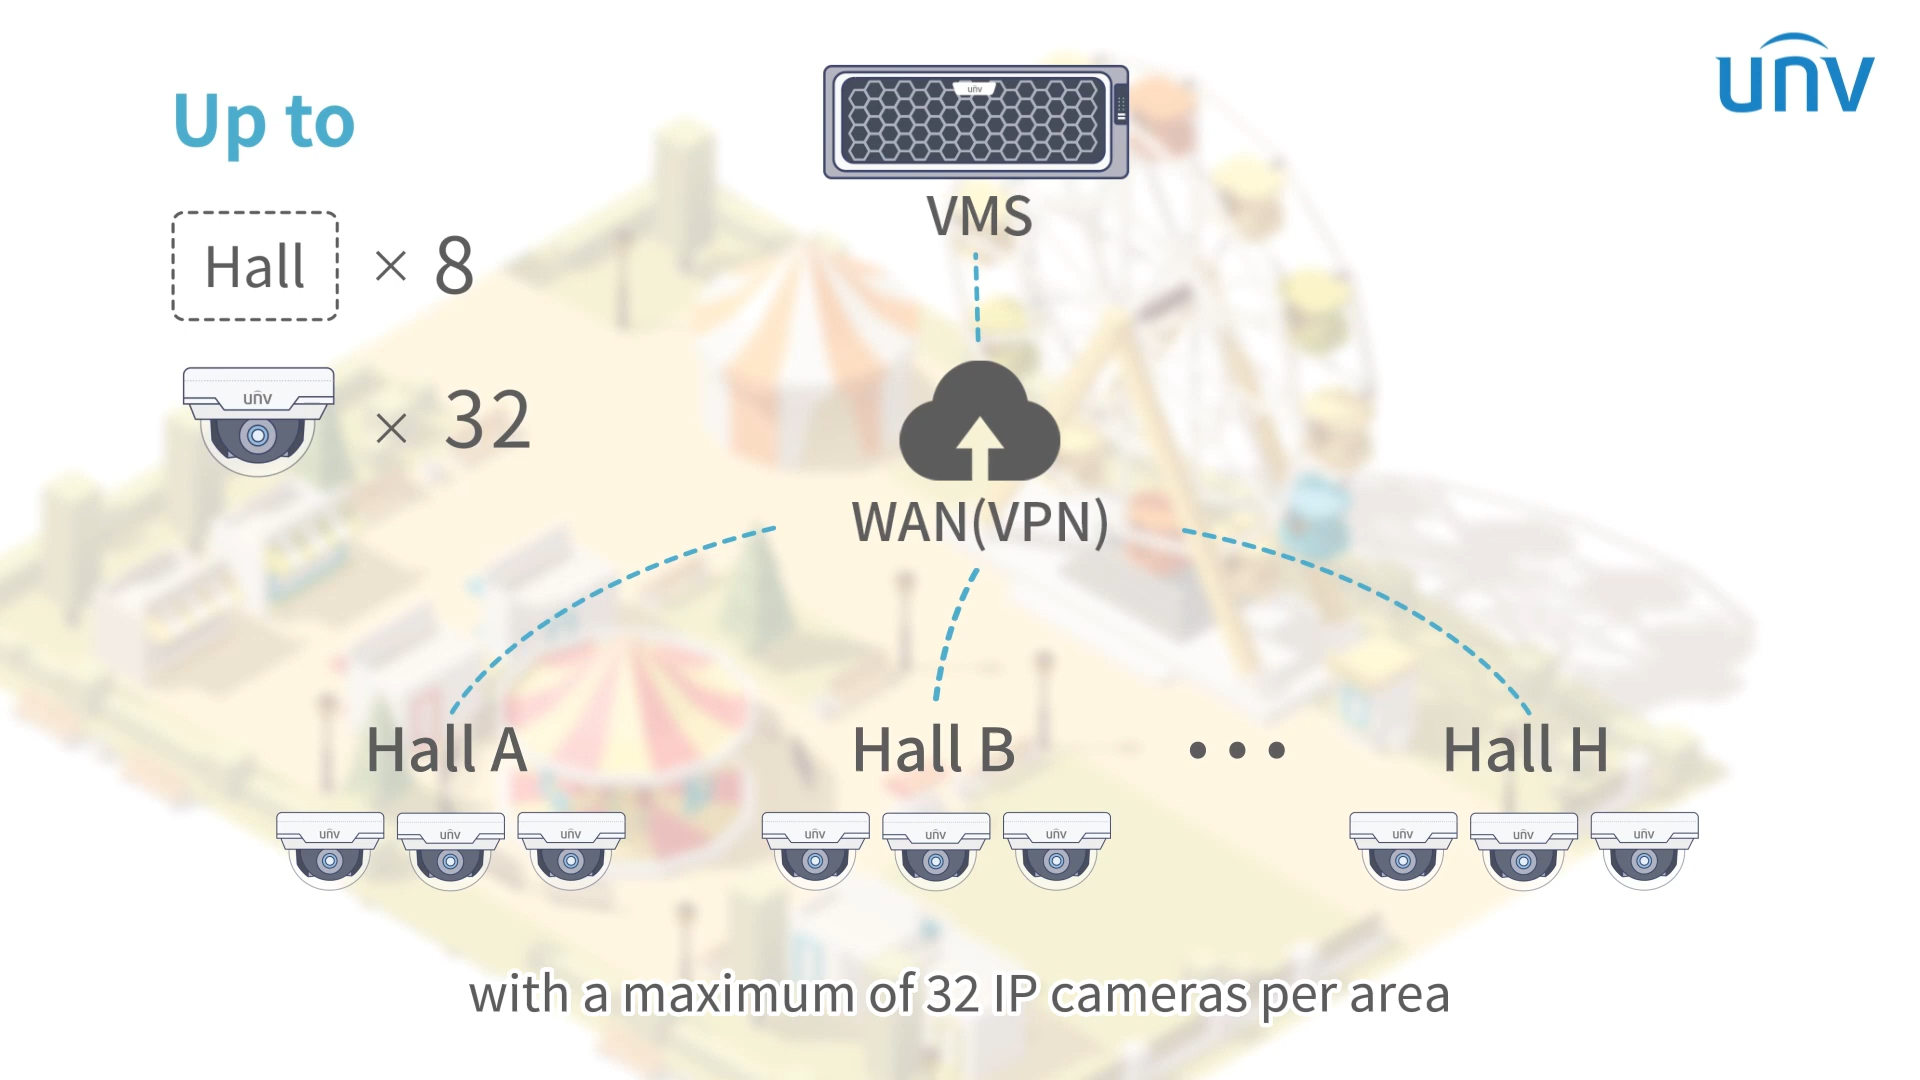 unv
Up to
unv
VMS
Hall × 8
unv
× 32
WAN(VPN)
Hall A
Hall B
•••
Hall H
unv unv unv
unv unv unv
unv unv unv
with a maximum of 32 IP cameras per area